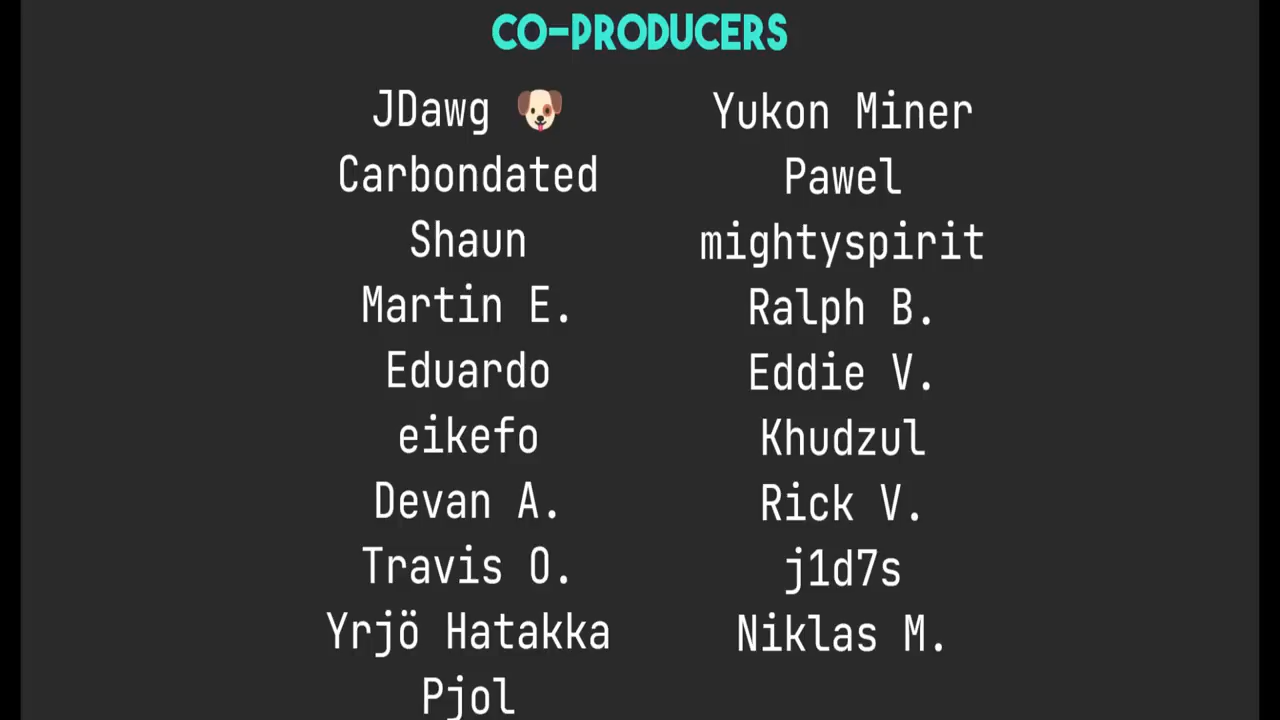 CO-PRODUCERS
JDawg 🐶
Carbondated
Shaun
Martin E.
Eduardo
eikefo
Devan A.
Travis O.
Yrjö Hatakka
Pjol
Yukon Miner
Pawel
mightyspirit
Ralph B.
Eddie V.
Khudzul
Rick V.
j1d7s
Niklas M.